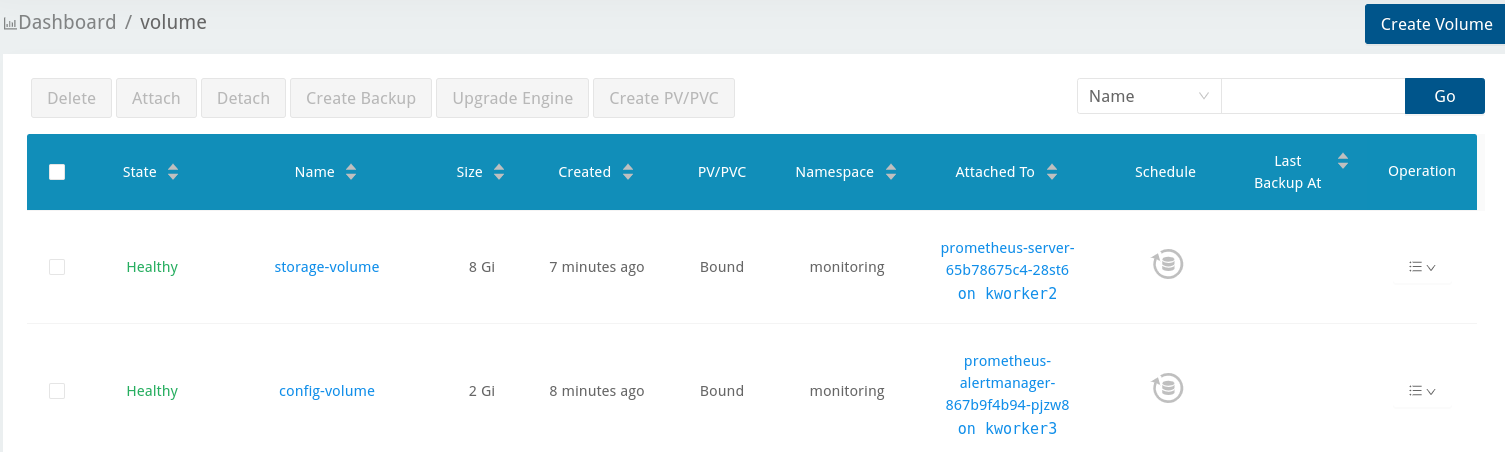 Dashboard / volume
Create Volume
Delete Attach Detach Create Backup Upgrade Engine Create PV/PVC Name Go
State Name Size Created PV/PVC Namespace Attached To Schedule Last Backup At Operation
Healthy storage-volume 8 Gi 7 minutes ago Bound monitoring prometheus-server-
65b78675c4-28st6
on kworker2
Healthy config-volume 2 Gi 8 minutes ago Bound monitoring prometheus-
alertmanager-
867b9f4b94-pjzw8
on kworker3